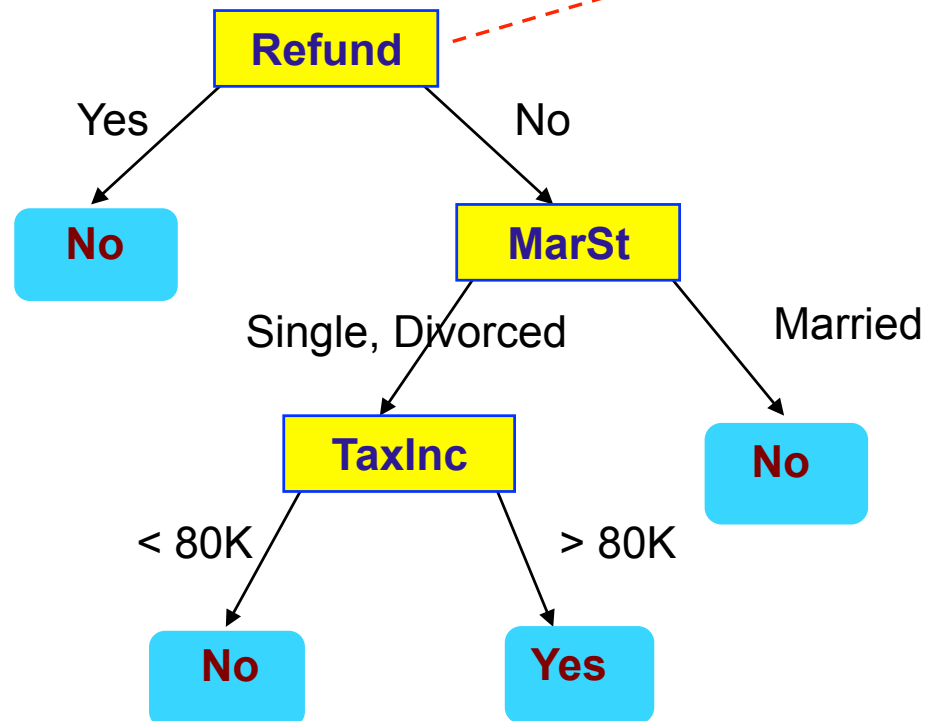 Refund
Yes
No
No
MarSt
Single, Divorced
Married
TaxInc
No
< 80K
> 80K
No
Yes